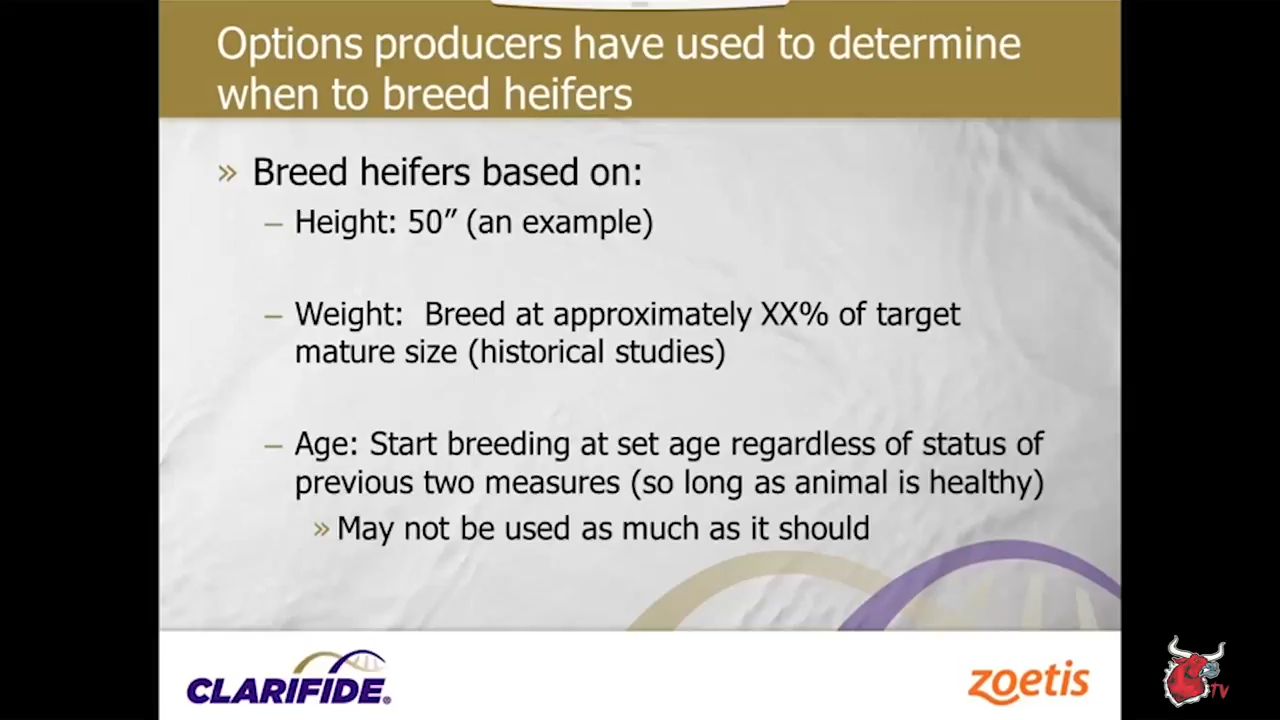 Options producers have used to determine
when to breed heifers
» Breed heifers based on:
– Height: 50” (an example)
– Weight: Breed at approximately XX% of target
mature size (historical studies)
– Age: Start breeding at set age regardless of status of
previous two measures (so long as animal is healthy)
» May not be used as much as it should
CLARIFIDE®
zoetis
TV